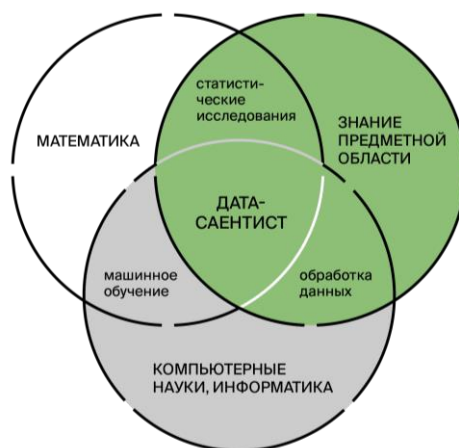 статисти-
ческие
исследования
МАТЕМАТИКА
ЗНАНИЕ
ПРЕДМЕТНОЙ
ОБЛАСТИ
ДАТА-
САЕНТИСТ
машинное
обучение
обработка
данных
КОМПЬЮТЕРНЫЕ
НАУКИ, ИНФОРМАТИКА